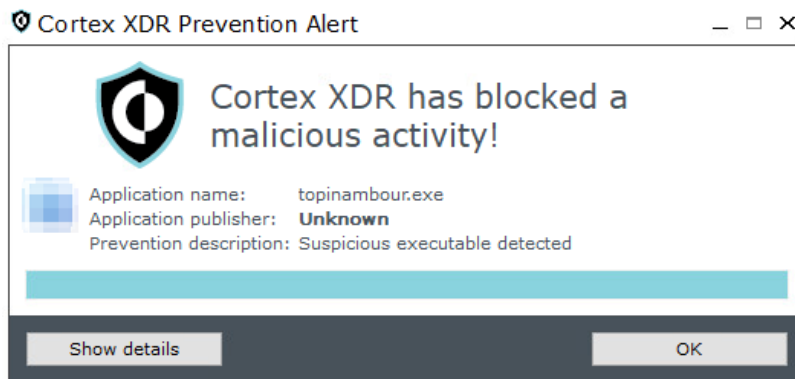 Cortex XDR Prevention Alert
Cortex XDR has blocked a
malicious activity!
Application name: topinambour.exe
Application publisher: Unknown
Prevention description: Suspicious executable detected
Show details
OK